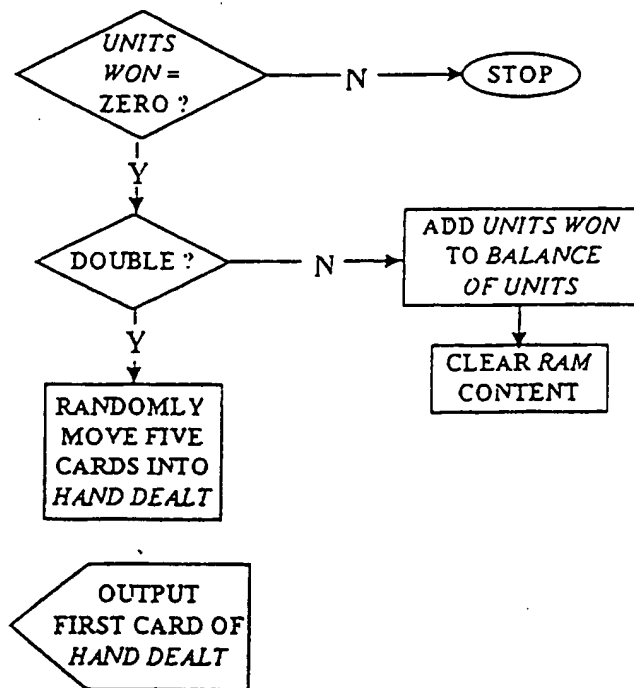 UNITS
WON =
ZERO ?
N
STOP
Y
DOUBLE ?
N
ADD UNITS WON
TO BALANCE
OF UNITS
Y
CLEAR RAM
CONTENT
RANDOMLY
MOVE FIVE
CARDS INTO
HAND DEALT
OUTPUT
FIRST CARD OF
HAND DEALT